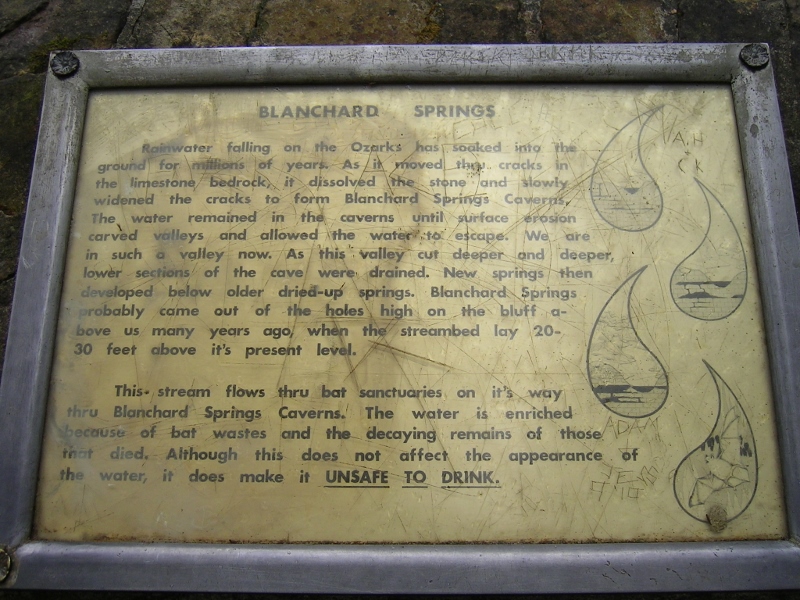 BLANCHARD SPRINGS
Rainwater falling on the Ozarks has soaked into the
ground for millions of years. As it moved thru cracks in
the limestone bedrock, it dissolved the stone and slowly
widened the cracks to form Blanchard Springs Caverns.
The water remained in the caverns until surface erosion
carved valleys and allowed the water to escape. We are
in such a valley now. As this valley cut deeper and deeper,
lower sections of the cave were drained. New springs then
developed below older dried-up springs. Blanchard Springs
probably came out of the holes high on the bluff a-
bove us many years ago, when the streambed lay 20-
30 feet above it's present level.
This stream flows thru bat sanctuaries on it's way
thru Blanchard Springs Caverns. The water is enriched
because of bat wastes and the decaying remains of those
that died. Although this does not affect the appearance of
the water, it does make it UNSAFE TO DRINK.
A.H
C K
ADAM